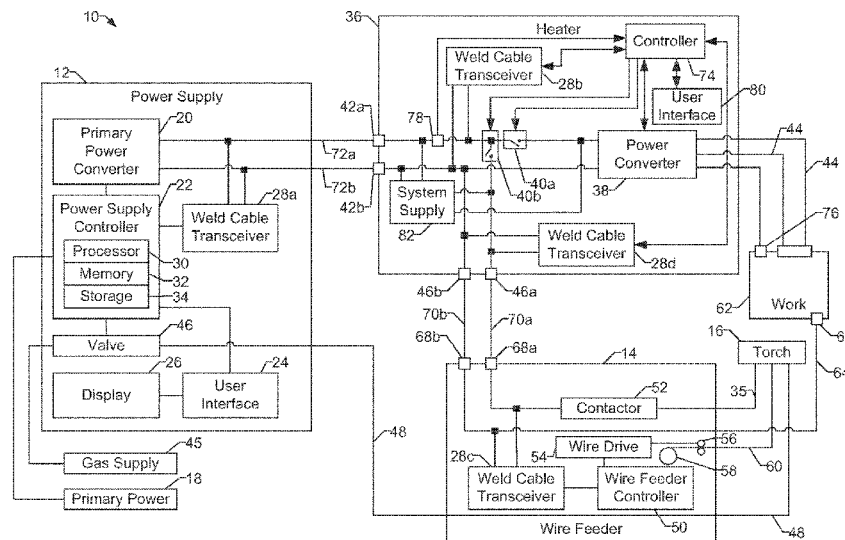 10
36
Heater
Controller
74
Weld Cable
Transceiver
28b
User
Interface
80
12
Power Supply
20
Primary
Power
Converter
42a
78
72a
72b
42b
40a
40b
Power
Converter
38
44
44
22
Power Supply
Controller
28a
Weld Cable
Transceiver
System
Supply
82
Weld Cable
Transceiver
28d
76
Processor
30
Memory
32
Storage
34
46b
46a
62
Work
70b
70a
16
Torch
Valve
46
68b
68a
14
64
26
Display
24
User
Interface
52
Contactor
35
45
Gas Supply
48
54
Wire Drive
56
58
60
18
Primary Power
28c
Weld Cable
Transceiver
Wire Feeder
Controller
50
Wire Feeder
48